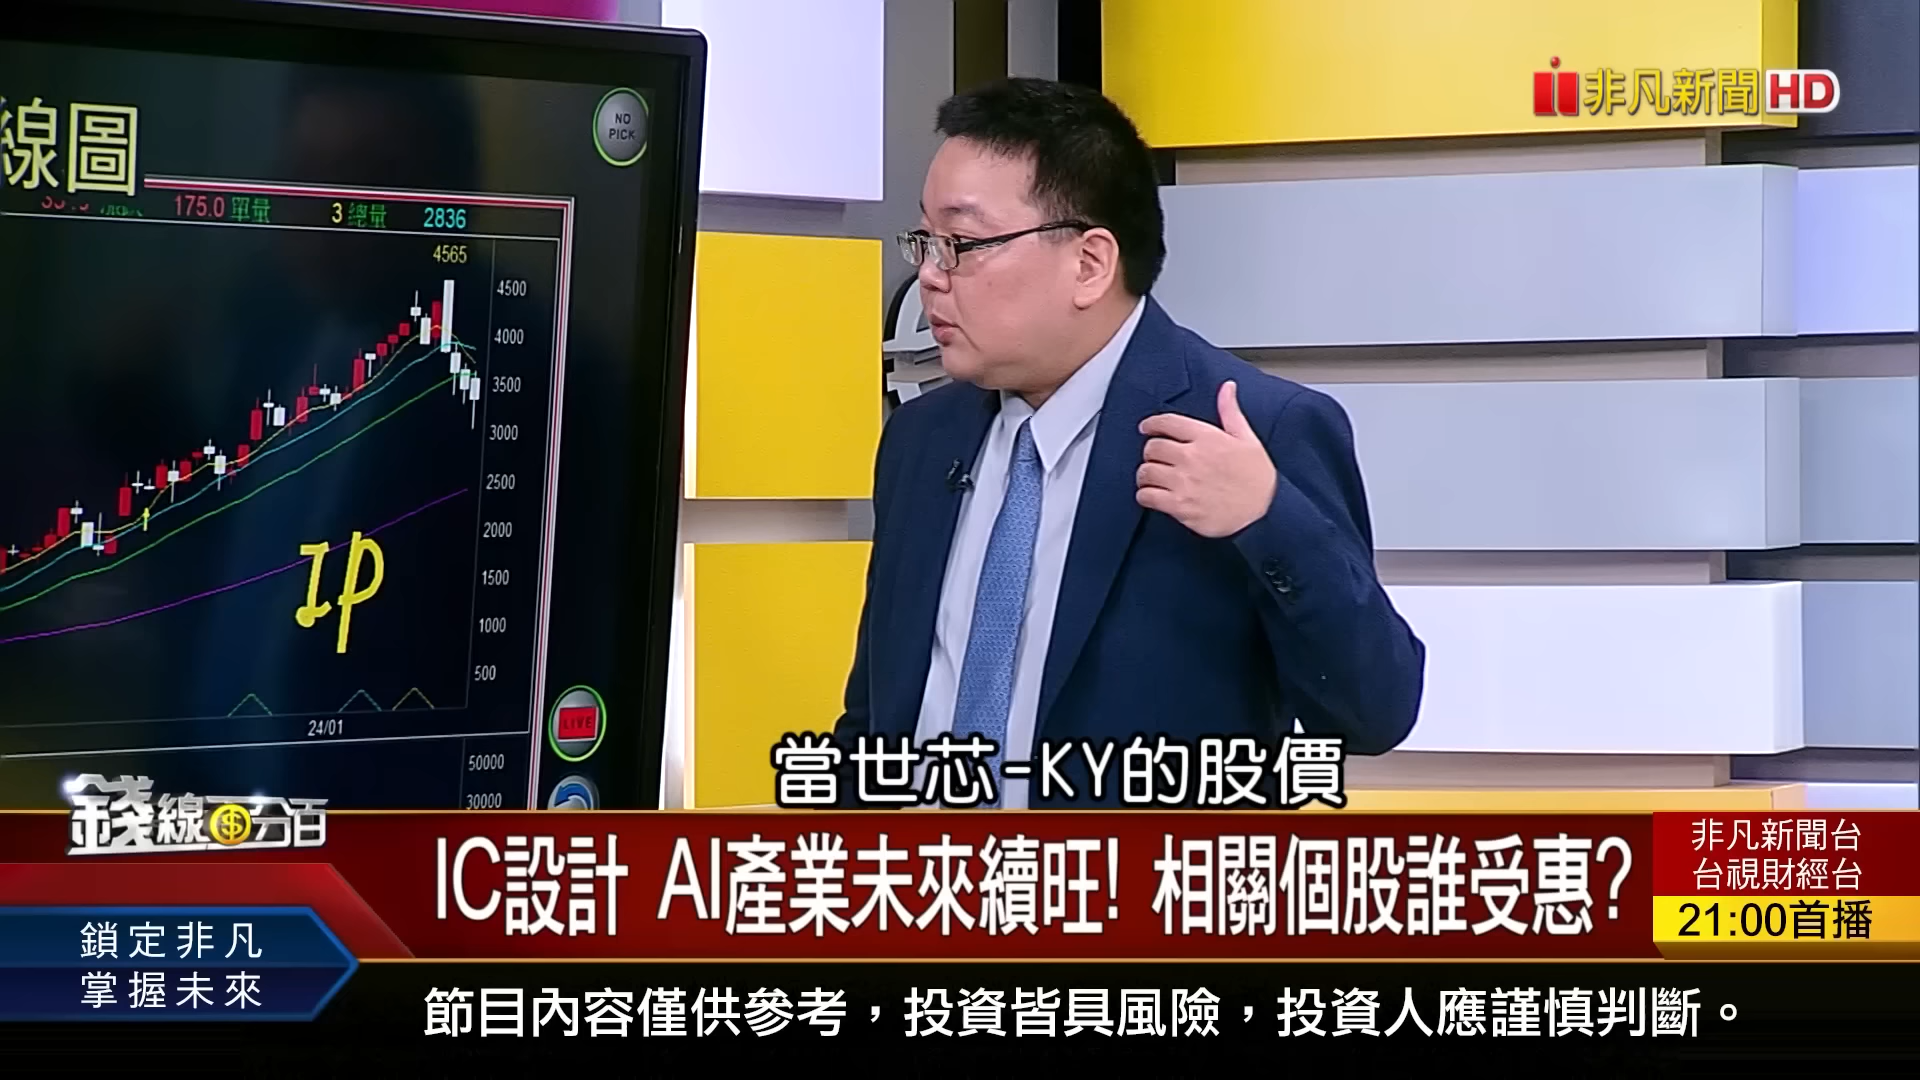 非凡新聞HD
線圖
NO
PICK
175.0 單量 3 總量 2836
4565
4500
4000
3500
3000
2500
2000
IP
1500
1000
500
24/01
LIVE
50000
30000
當世芯-KY的股價
錢線百分百
IC設計 AI產業未來續旺! 相關個股誰受惠?
非凡新聞台
台視財經台
21:00首播
鎖定非凡
掌握未來
節目內容僅供參考，投資皆具風險，投資人應謹慎判斷。